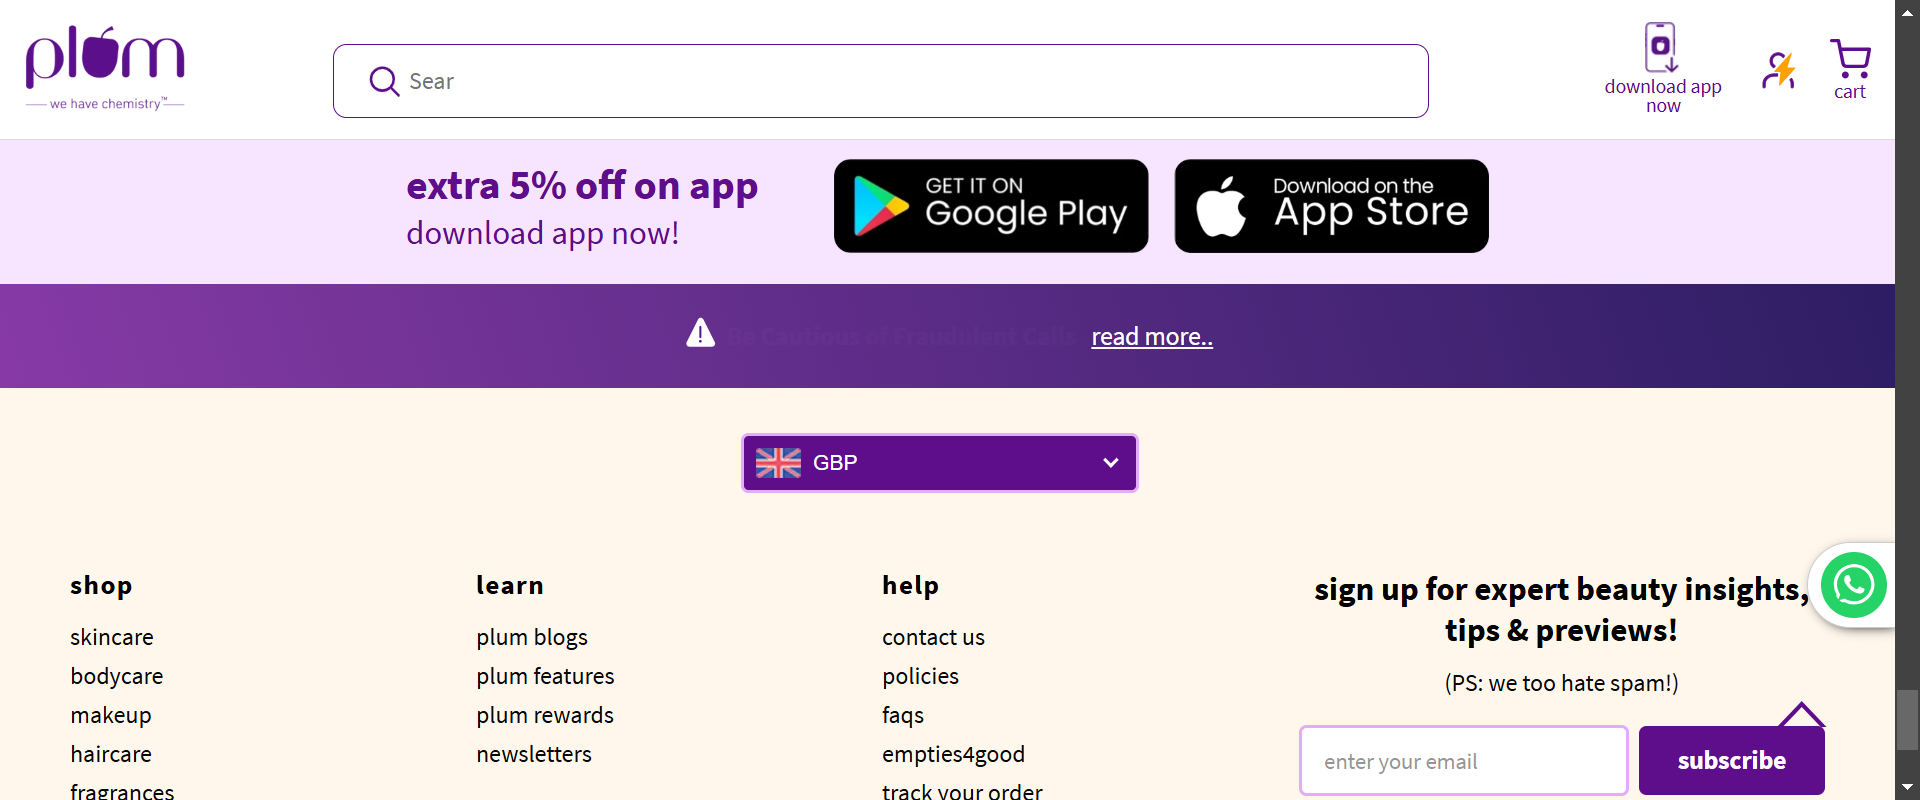 plum
we have chemistry™
Sear
download app
now
cart
extra 5% off on app
download app now!
GET IT ON
Google Play
Download on the
App Store
Be Cautious of Fraudulent Calls read more..
GBP
shop
skincare
bodycare
makeup
haircare
fragrances
learn
plum blogs
plum features
plum rewards
newsletters
help
contact us
policies
faqs
empties4good
track your order
sign up for expert beauty insights,
tips & previews!
(PS: we too hate spam!)
enter your email
subscribe